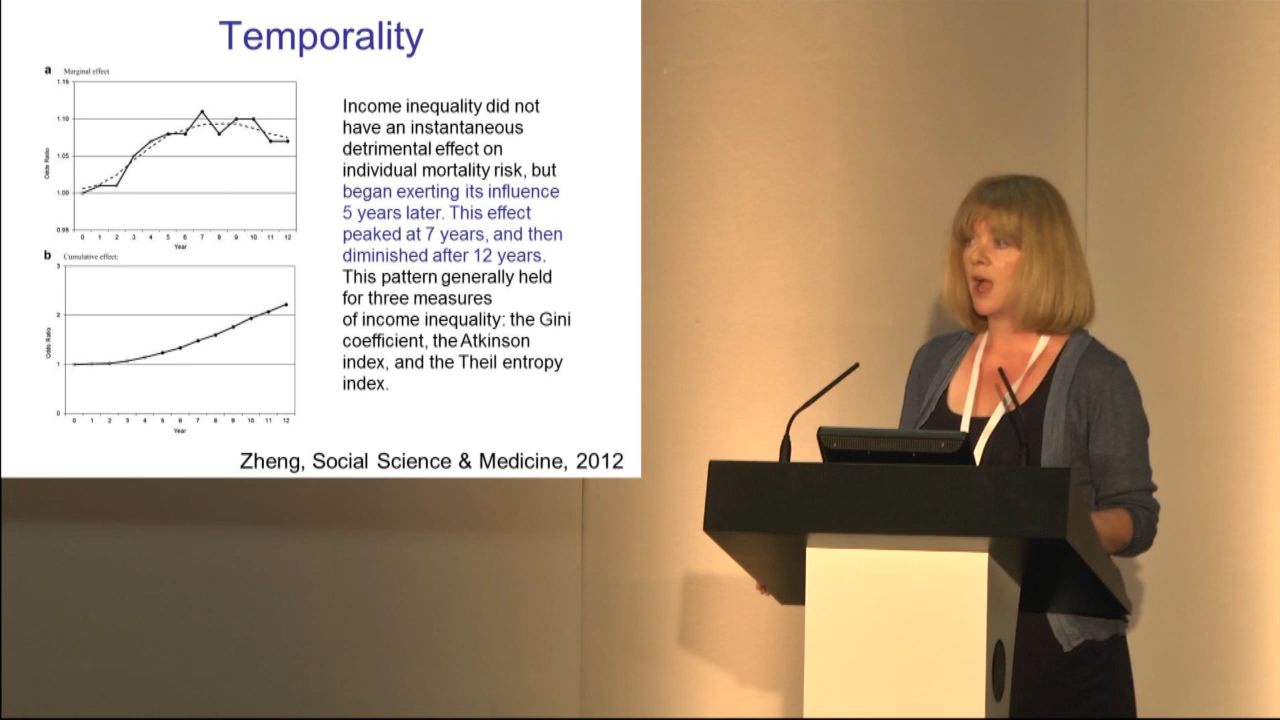 Temporality
a Marginal effect
1.15
1.10
1.05
1.00
0.95
Odds Ratio
0 1 2 3 4 5 6 7 8 9 10 11 12
Year
b Cumulative effect:
3
2
1
0
Odds Ratio
0 1 2 3 4 5 6 7 8 9 10 11 12
Year
Income inequality did not
have an instantaneous
detrimental effect on
individual mortality risk, but
began exerting its influence
5 years later. This effect
peaked at 7 years, and then
diminished after 12 years.
This pattern generally held
for three measures
of income inequality: the Gini
coefficient, the Atkinson
index, and the Theil entropy
index.
Zheng, Social Science & Medicine, 2012